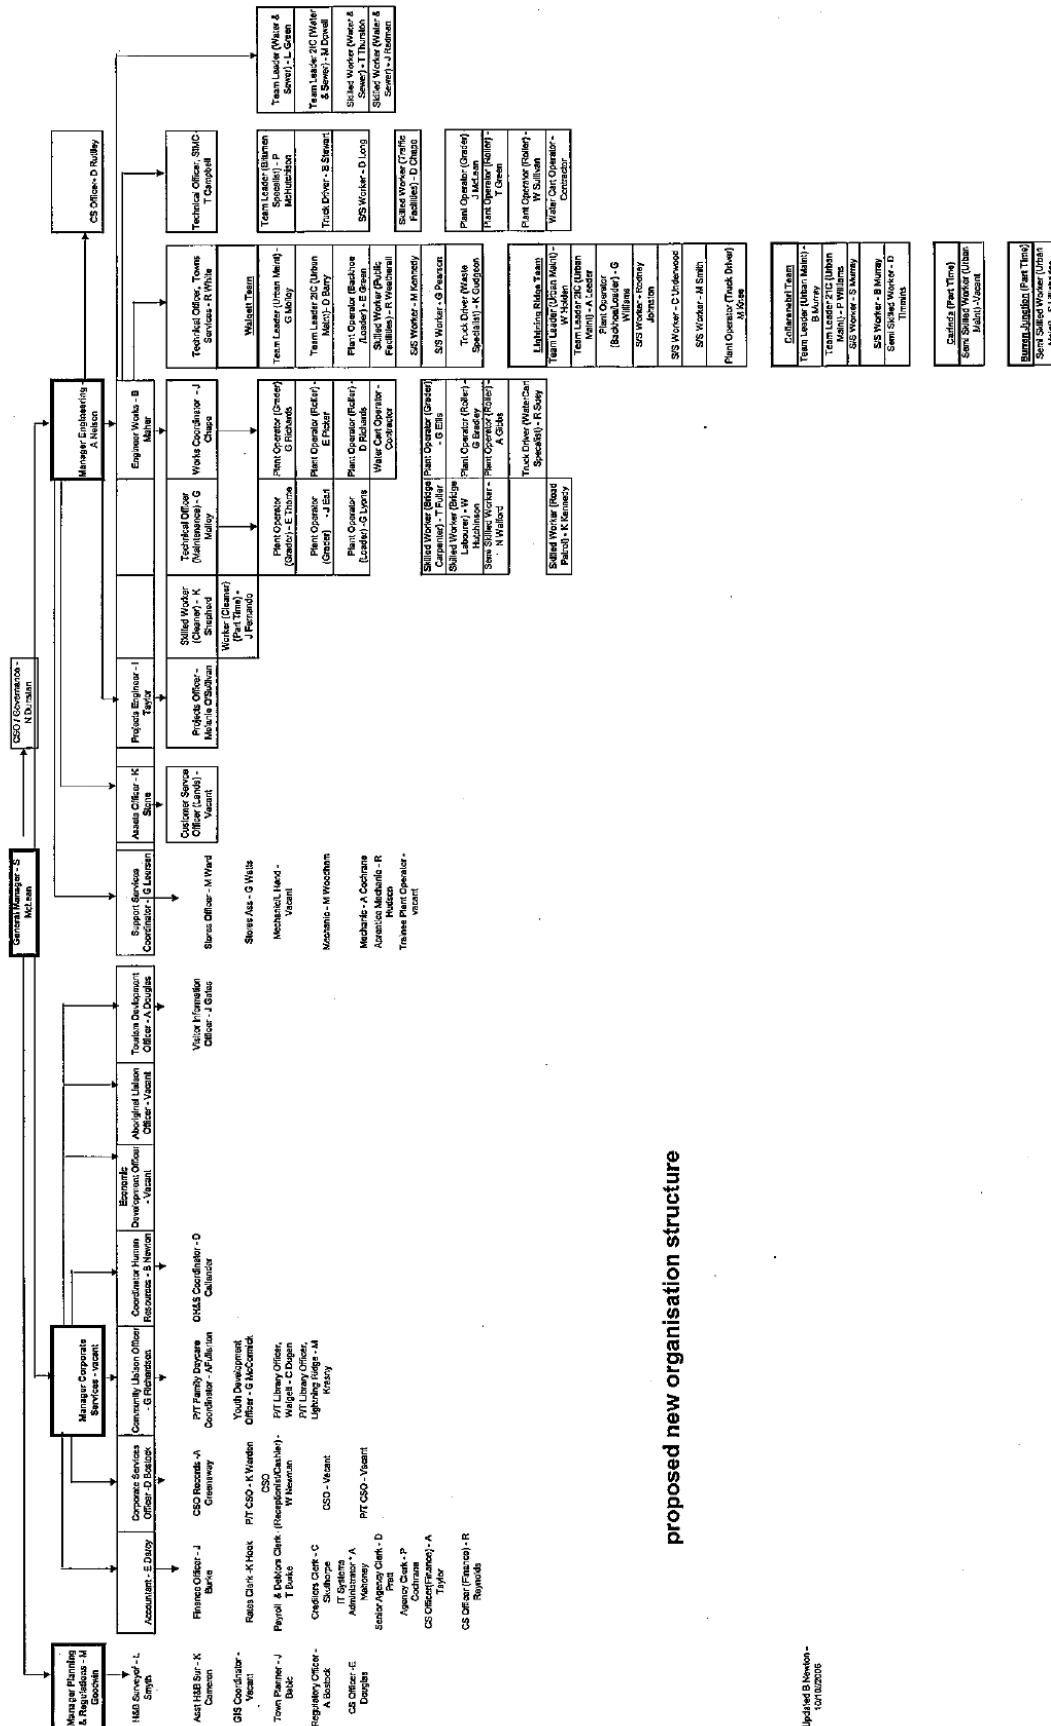 General Manager - S
McLean
CSO / Governance -
N Dunstan
Manager Planning
& Regulations - M
Goodwin
Manager Corporate
Services - vacant
Manager Engineering
A Nelson
CS Officer- D Rutley
H&B Surveyor - L
Smyth
Asst H&B Sur - K
Cameron
GIS Coordinator -
Vacant
Town Planner - J
Babic
Regulatory Officer -
A Bostock
CS Officer -E
Douglas
Accountant - E Daley
Finance Officer - J
Burke
Rates Clerk -K Hook
Payroll & Debtors Clerk -
T Burke
Creditors Clerk - C
Skuthorpe
IT Systems
Administrator - A
Mahoney
Senior Agency Clerk - D
Pratt
Agency Clerk - P
Cochrane
CS Officer(Finance) - A
Taylor
CS Officer (Finance) - R
Reynolds
Corporate Services
Officer -D Bostock
CSO Records -A
Greenaway
P/T CSO - K Warden
CSO
(Receptionist/Cashier) -
W Newman
CSO - Vacant
P/T CSO - Vacant
Community Liaison Officer
- G Richardson
P/T Family Daycare
Coordinator - AFullerton
Youth Development
Officer - G McCormick
P/T Library Officer,
Walgett - C Dugan
P/T Library Officer,
Lightning Ridge - M
Krasny
Coordinator Human
Resources - B Newton
OH&S Coordinator - D
Callander
Economic
Development Officer
- Vacant
Aboriginal Liaison
Officer - Vacant
Tourism Devlopment
Officer - A Douglas
Visitor Information
Officer - J Gates
Support Services
Coordinator - G Leursen
Stores Officer - M Ward
Stores Ass - G Watts
Mechanic/L Hand -
Vacant
Mechanic - M Woodham
Mechanic - A Cochrane
Aprentice Mechanic - R
Hudson
Trainee Plant Operator -
vacant
Assets Officer - K
Stone
Customer Service
Officer (Lands) -
Vacant
Projects Engineer - I
Taylor
Projects Officer -
Melanie O'Sullivan
Engineer Works - B
Maher
Skilled Worker
(Cleaner) - K
Shepherd
Worker (Cleaner)
(Part Time) -
J Fernando
Technical Officer
(Maintenance) - G
Molloy
Plant Operator
(Grader) - E Thorne
Plant Operator
(Grader) - J Earl
Plant Operator
(Loader) -G Lyons
Skilled Worker (Bridge
Carpenter) - T Fuller
Skilled Worker (Bridge
Labourer) - W
Hutchinson
Semi Skilled Worker -
N Walford
Skilled Worker (Road
Patrol) - K Kennedy
Works Coordinator - J
Chapo
Plant Operator (Grader)
G Richards
Plant Operator (Roller) -
E Picker
Plant Operator (Roller) -
D Richards
Water Cart Operator -
Contractor
Plant Operator (Grader)
- G Ellis
Plant Operator (Roller) -
G Bradley
Plant Operator (Roller) -
A Gibbs
Truck Driver (WaterCart
Specalist) - R Suey
Technical Officer, Towns
Services - R White
Walgett Team
Team Leader (Urban Maint)
G Molloy
Team Leader 2IC (Urban
Maint)- D Barry
Plant Operator (Backhoe
/Loader) - E Green
Skilled Worker (Public
Facilities) - R Weatherall
S/S Worker - M Kennedy
S/S Worker - G Pearson
Truck Driver (Waste
Specialist) - K Gudgeon
Lightning Ridge Team
Team Leader (Urban Maint) -
W Holden
Team Leader 2IC (Urban
Maint) - A Leeder
Plant Operator
(Backhoe/Loader) - G
Williams
S/S Worker - Rodney
Johnston
S/S Worker - C Underwood
S/S Worker - M Smith
Plant Operator (Truck Driver)
M Kose
Collarenebri Team
Team Leader (Urban Maint) -
B Murray
Team Leader 2IC (Urban
Maint) - P Williams
S/S Worker - S Murray
S/S Worker - B Murray
Semi Skilled Worker - D
Timmins
Carinda (Part Time)
Semi Skilled Worker (Urban
Maint) -Vacant
Burren Junction (Part Time)
Semi Skilled Worker (Urban
Technical Officer, SIMC -
T Campbell
Team Leader (Bitumen
Specalist) - P
McHutchison
Truck Driver - B Stewart
S/S Worker - D Long
Skilled Worker (Traffic
Facilities) - D Chapo
Plant Operator (Grader)
J McLean
Plant Operator (Roller) -
T Green
Plant Operator (Roller) -
W Sullivan
Water Cart Operator -
Contractor
Team Leader (Water &
Sewer) - L Green
Team Leader 2IC (Water
& Sewer) - M Dowell
Skilled Worker (Water &
Sewer) - T Thurston
Skilled Worker (Water &
Sewer) - J Redman
proposed new organisation structure
Updated B Newton -
10/10/2005